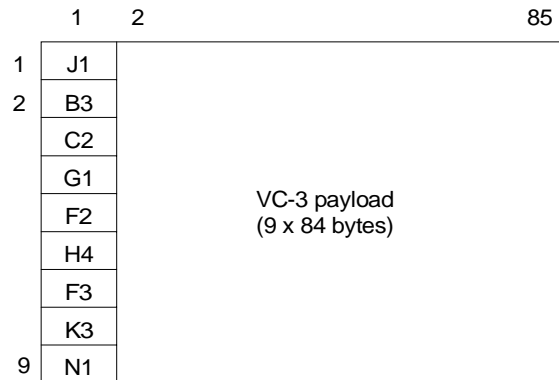 1 2 85
1 J1
2 B3
C2
G1
VC-3 payload
F2
(9 x 84 bytes)
H4
F3
K3
9 N1